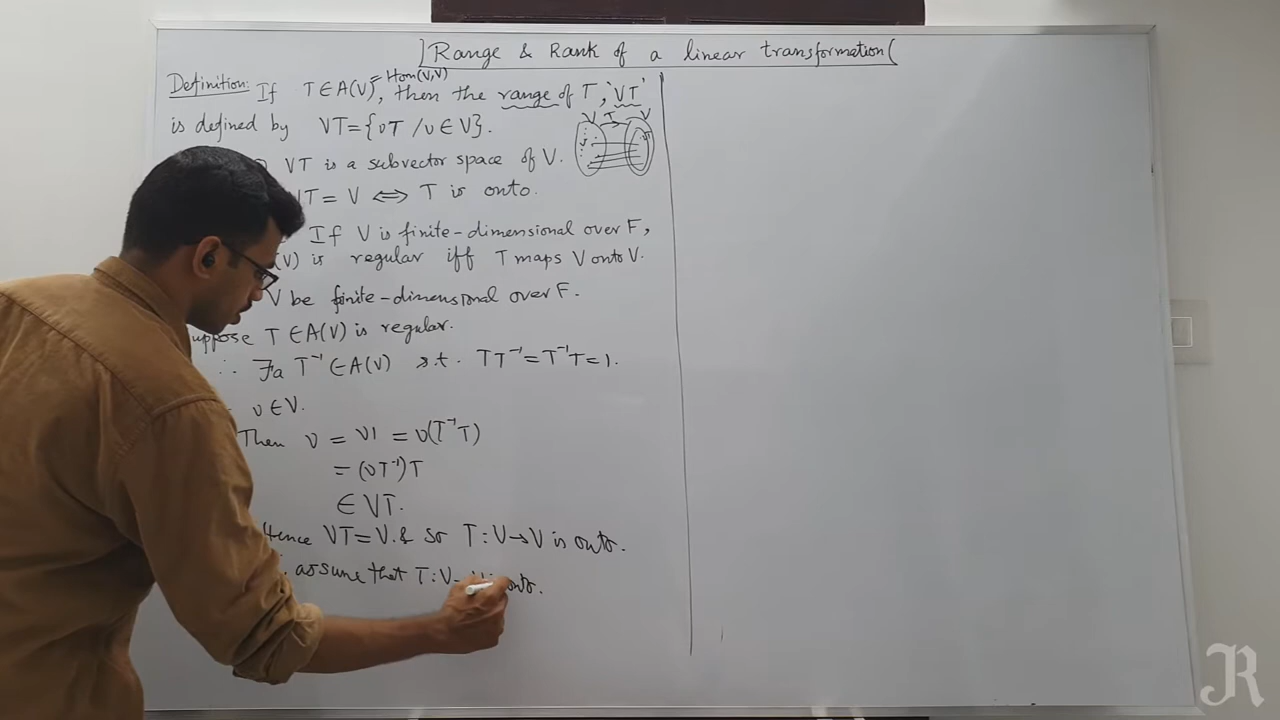 Range & Rank of a linear transformation
Definition: If T∈A(V) = Hom(V,V), then the range of T, 'VT'
is defined by VT={vT / v∈V}.
V T V
VT is a subvector space of V.
VT = V ⟺ T is onto.
If V is finite-dimensional over F,
(V) is regular iff T maps V onto V.
V be finite-dimensional over F.
uppose T∈A(V) is regular.
∴ ∃ a T⁻¹∈A(V) s.t. TT⁻¹=T⁻¹T=1.
v∈V.
Then v = v1 = v(T⁻¹T)
= (vT⁻¹)T
∈ VT.
Hence VT=V. & so T:V→V is onto.
assume that T:V onto.
R